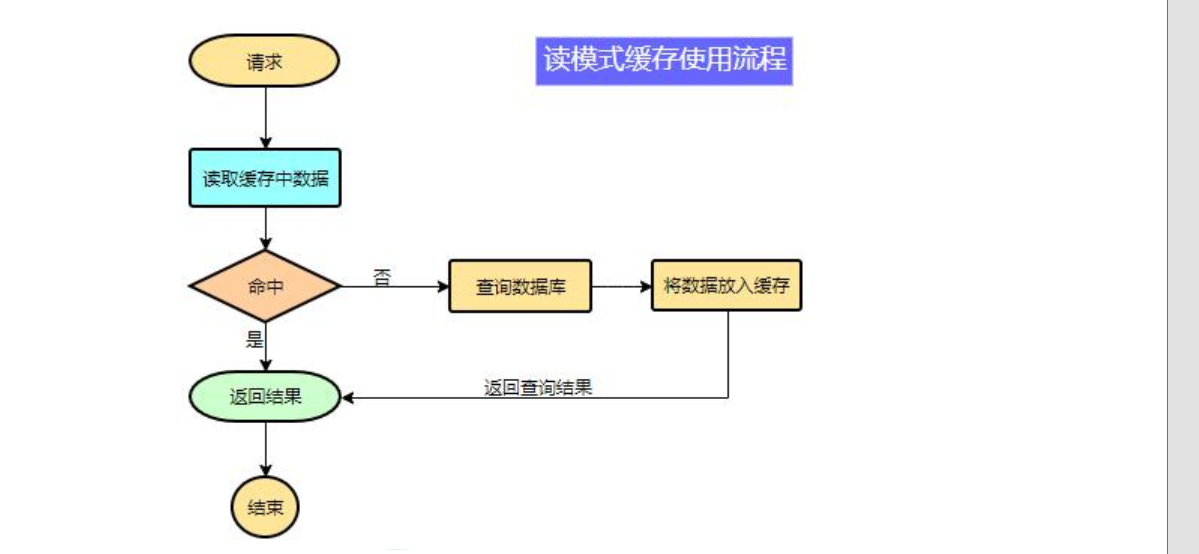 请求
读模式缓存使用流程
读取缓存中数据
命中
否
查询数据库
将数据放入缓存
是
返回结果
返回查询结果
结束